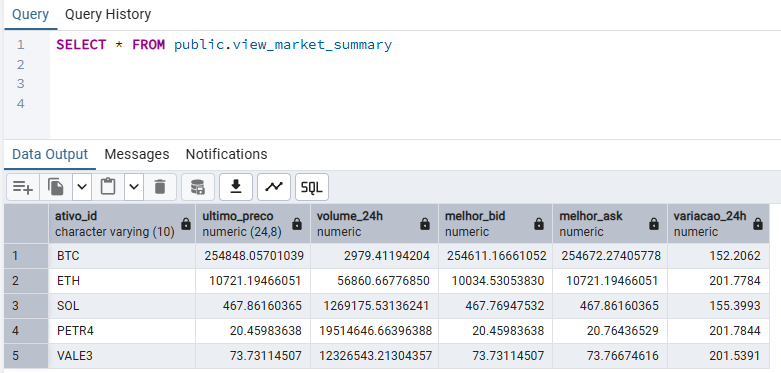 Query Query History
1 SELECT * FROM public.view_market_summary
2
3
4
Data Output Messages Notifications
SQL
ativo_id ultimo_preco volume_24h melhor_bid melhor_ask variacao_24h
character varying (10) numeric (24,8) numeric numeric numeric numeric
1 BTC 254848.05701039 2979.41194204 254611.16661052 254672.27405778 152.2062
2 ETH 10721.19466051 56860.66776850 10034.53053830 10721.19466051 201.7784
3 SOL 467.86160365 1269175.53136241 467.76947532 467.86160365 155.3993
4 PETR4 20.45983638 19514646.66396388 20.45983638 20.76436529 201.7844
5 VALE3 73.73114507 12326543.21304357 73.73114507 73.76674616 201.5391